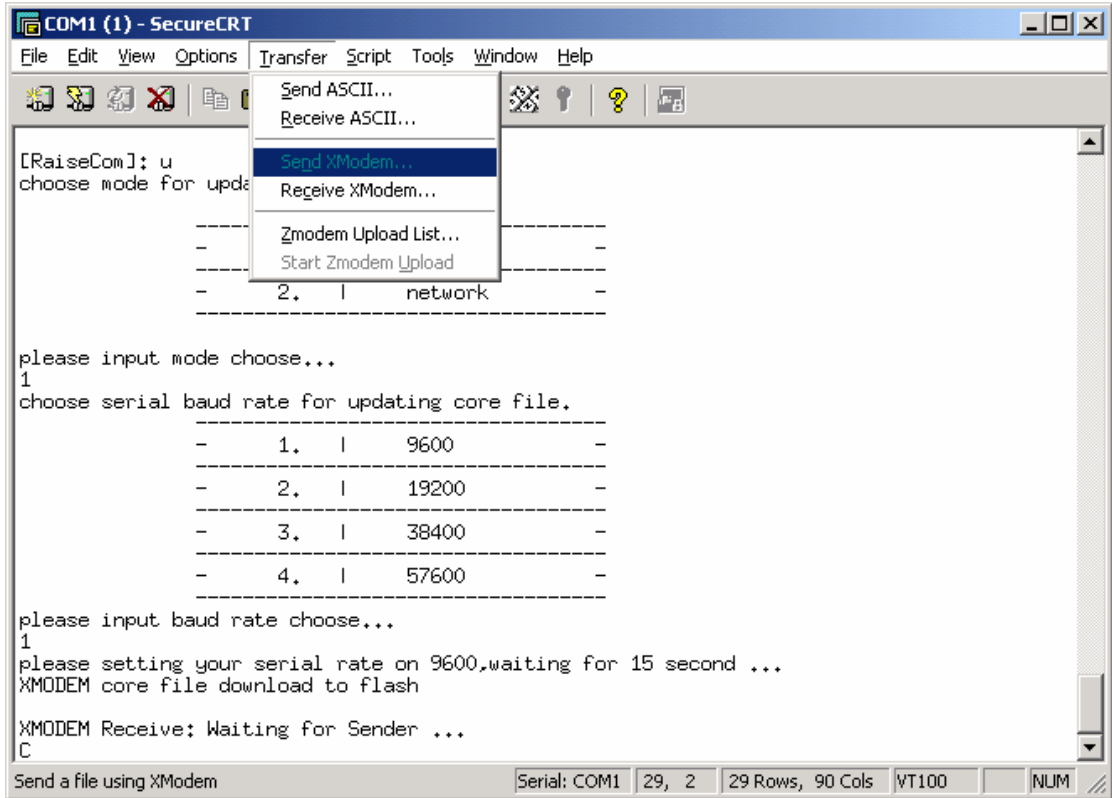 COM1 (1) - SecureCRT
File Edit View Options Transfer Script Tools Window Help
Send ASCII...
Receive ASCII...
Send XModem...
Receive XModem...
Zmodem Upload List...
Start Zmodem Upload
[RaiseCom]: u
choose mode for upda
---- ----------
- -
---- ----------
- 2. | network -
----------------------------------
please input mode choose...
1
choose serial baud rate for updating core file.
----------------------------------
- 1. | 9600 -
----------------------------------
- 2. | 19200 -
----------------------------------
- 3. | 38400 -
----------------------------------
- 4. | 57600 -
----------------------------------
please input baud rate choose...
1
please setting your serial rate on 9600,waiting for 15 second ...
XMODEM core file download to flash
XMODEM Receive: Waiting for Sender ...
C
Send a file using XModem Serial: COM1 29, 2 29 Rows, 90 Cols VT100 NUM